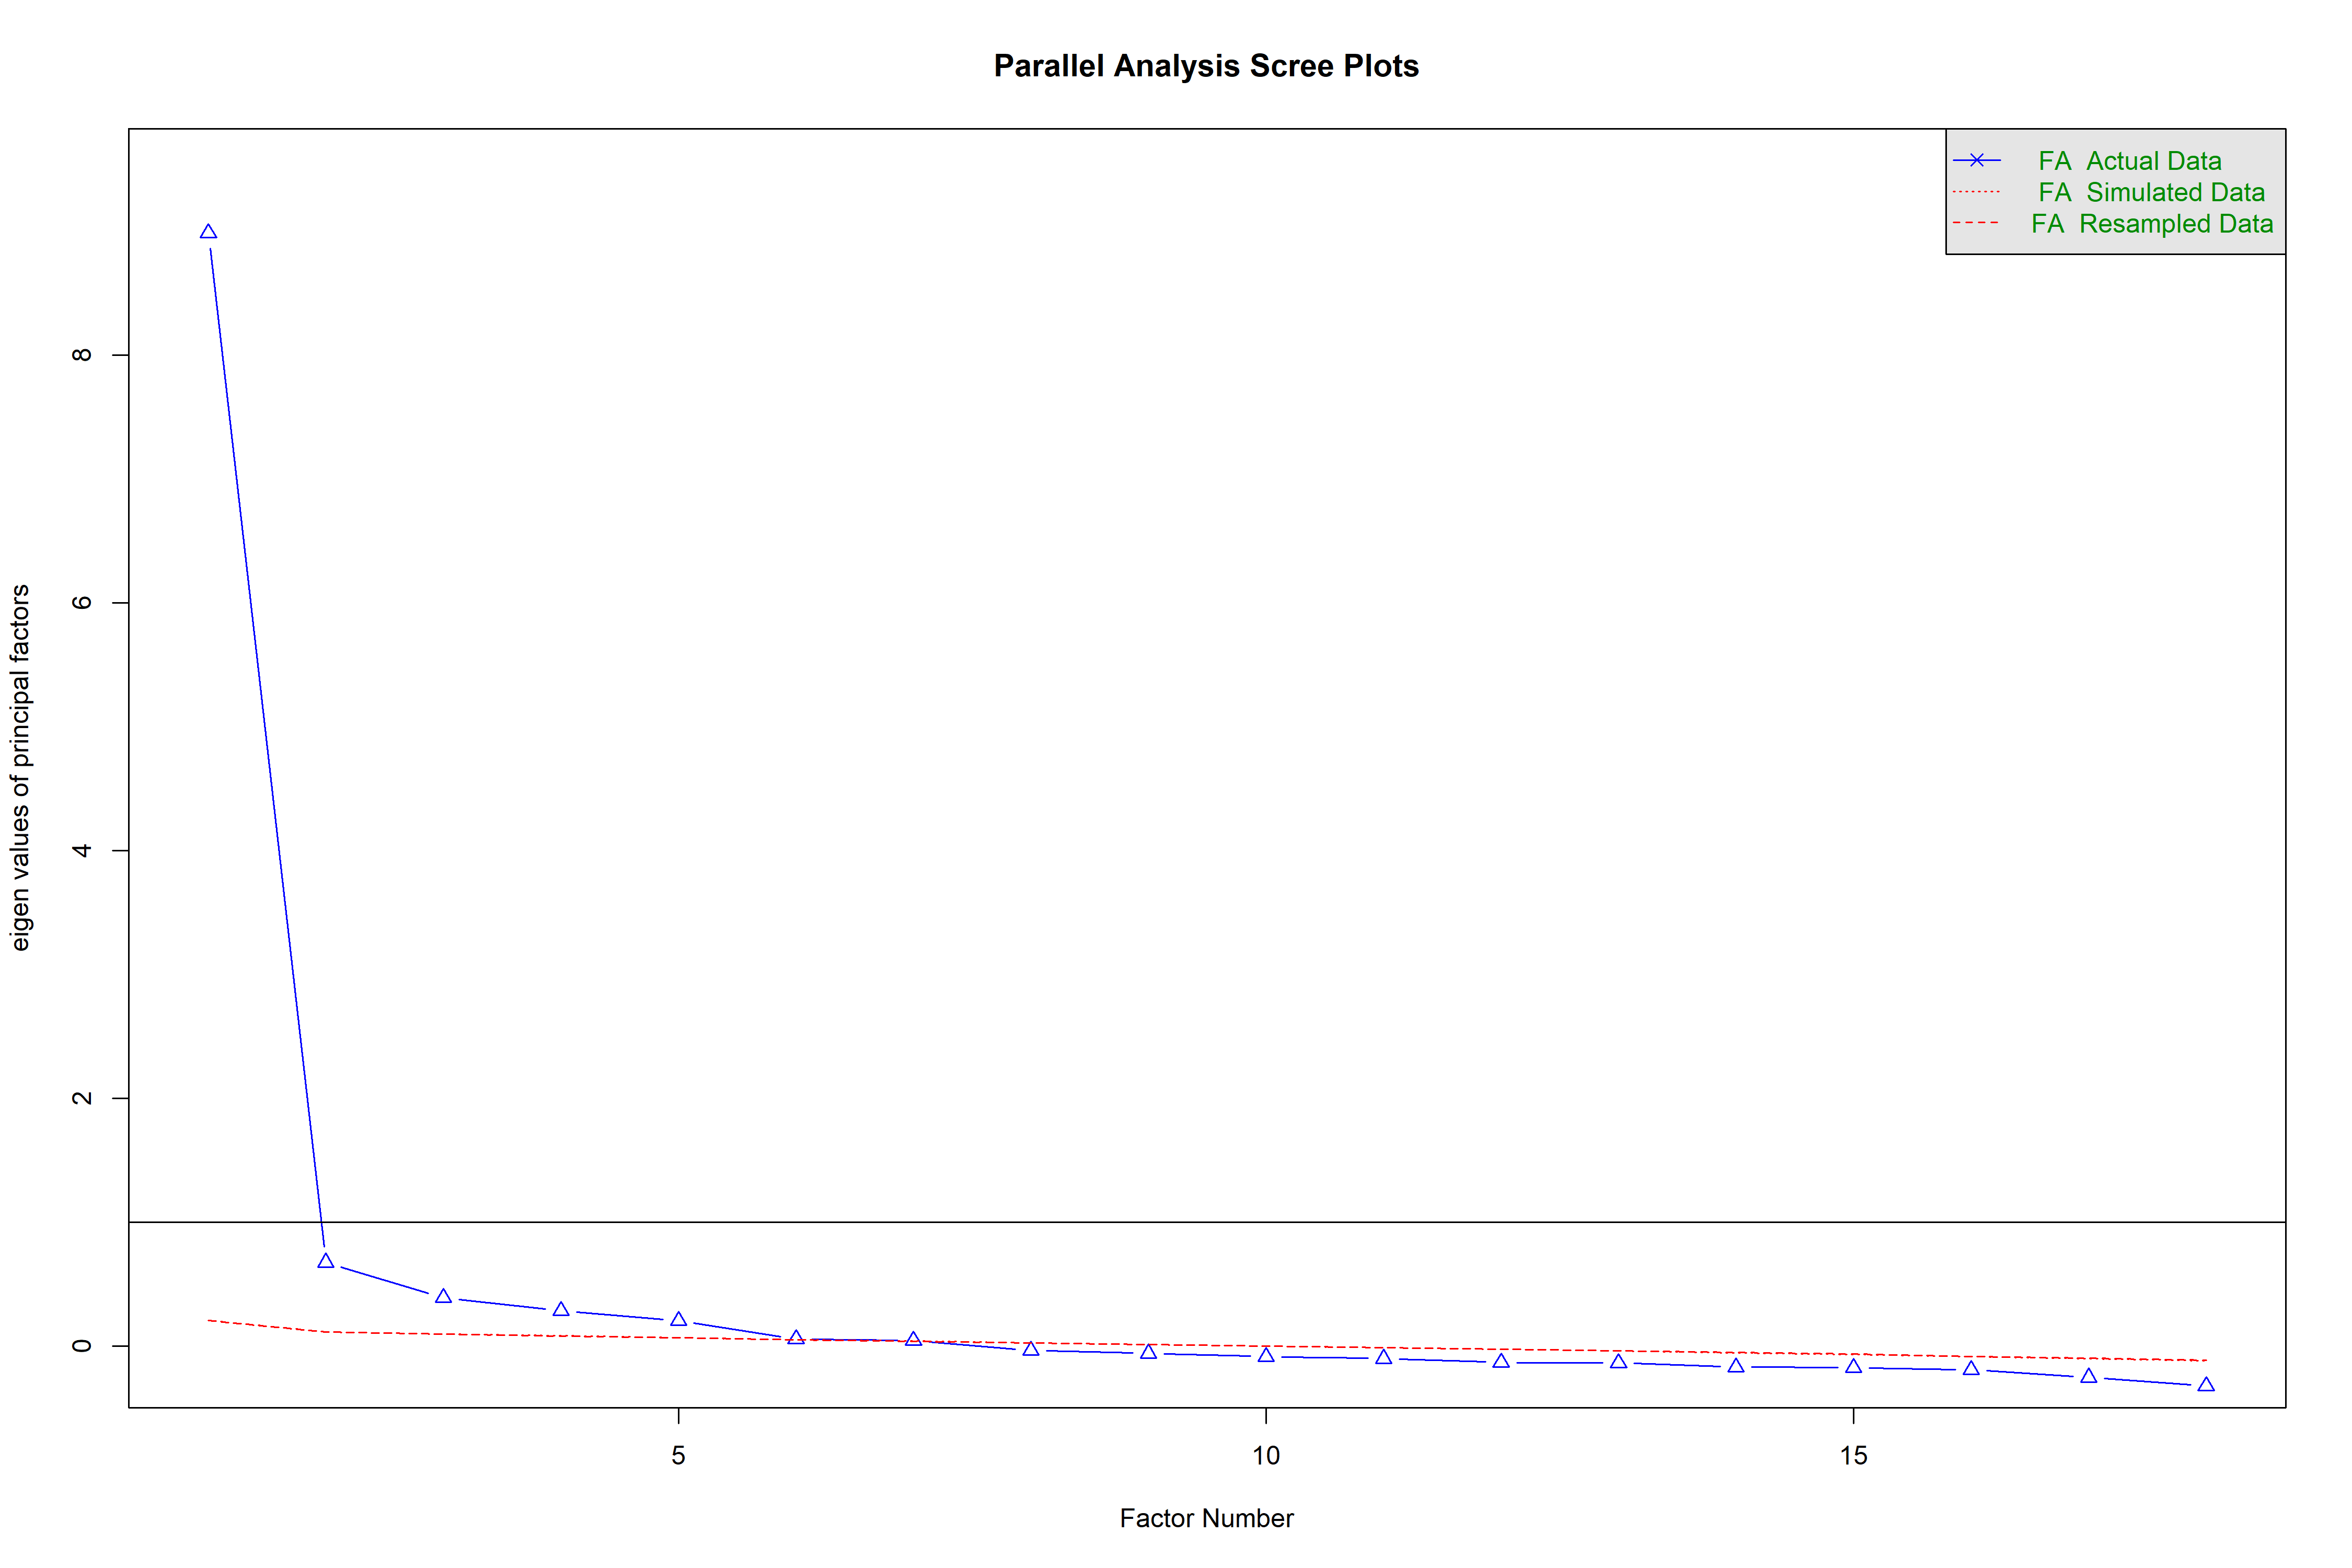 Parallel Analysis Scree Plots
FA  Actual Data
FA  Simulated Data
FA  Resampled Data
eigen values of principal factors
8
6
4
2
0
5
10
15
Factor Number